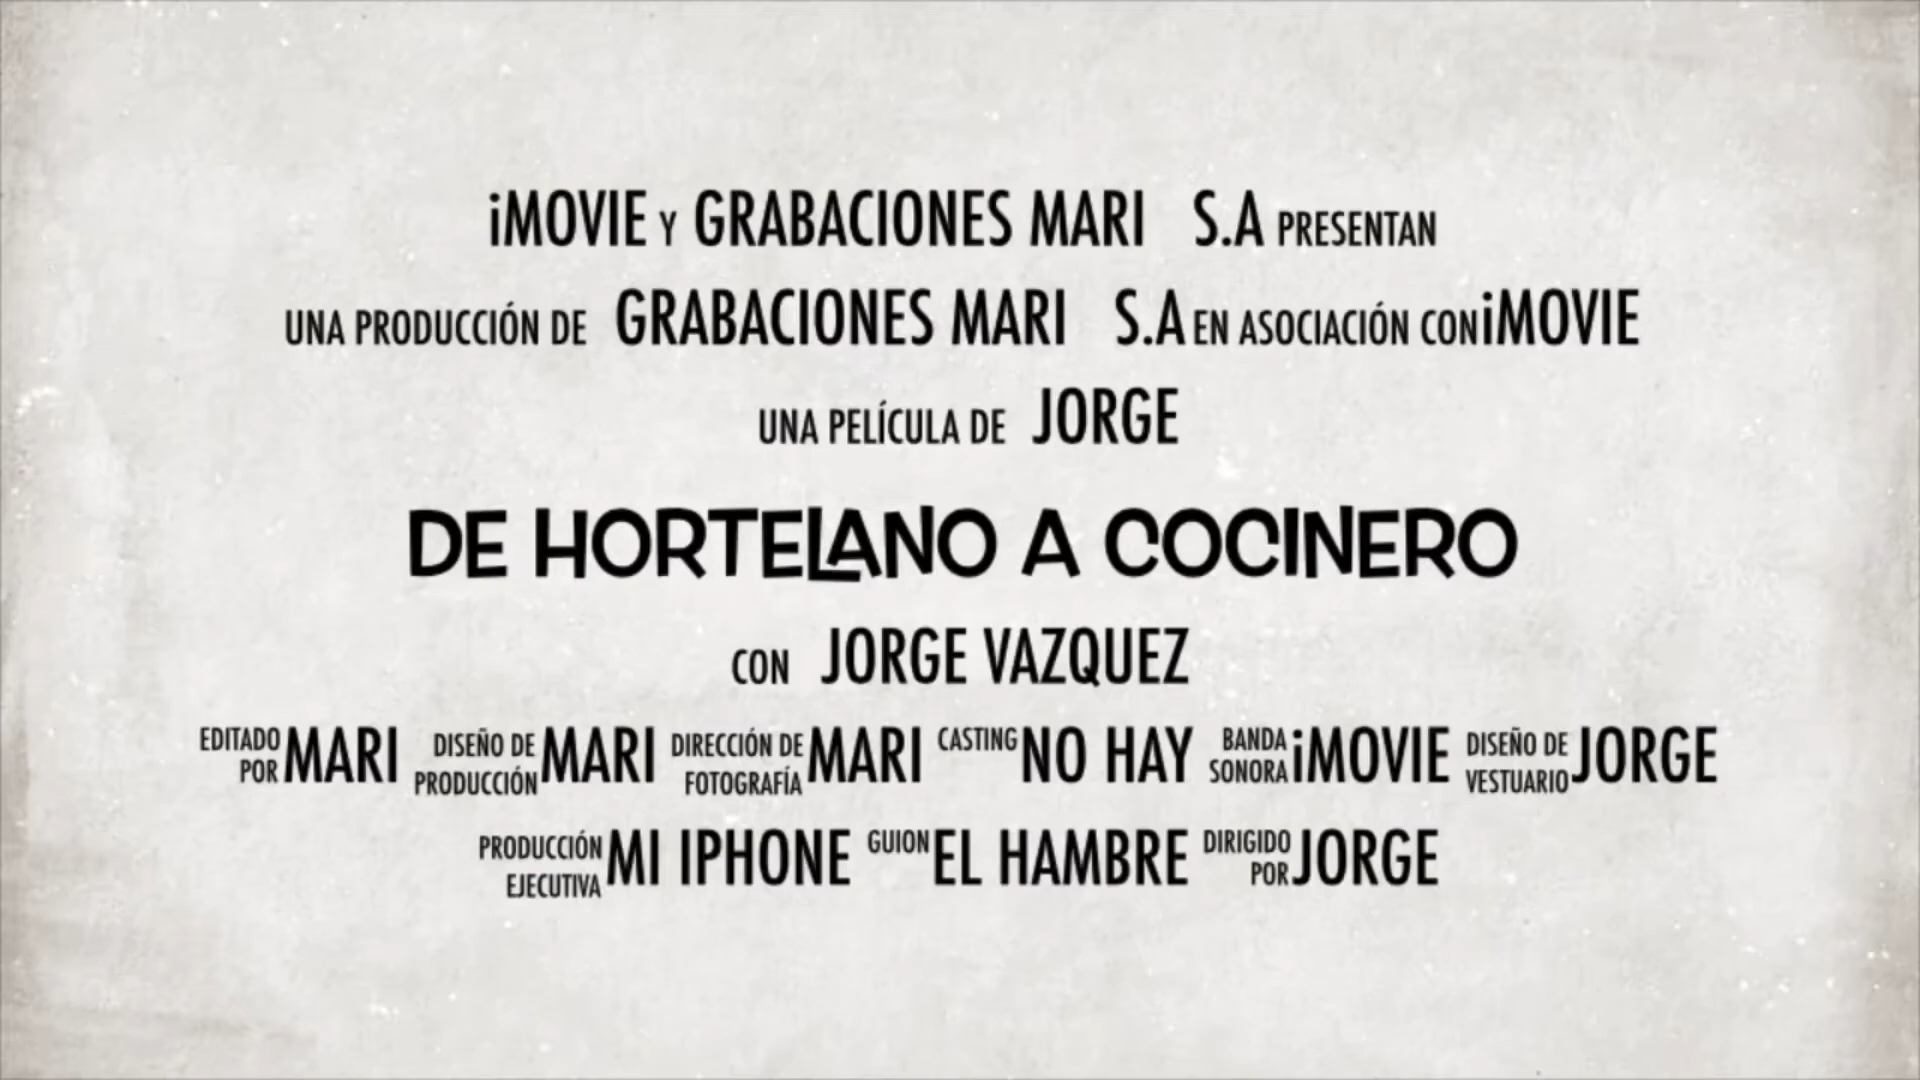 iMOVIE Y GRABACIONES MARI S.A PRESENTAN
UNA PRODUCCIÓN DE GRABACIONES MARI S.A EN ASOCIACIÓN CON iMOVIE
UNA PELÍCULA DE JORGE
DE HORTELANO A COCINERO
CON JORGE VAZQUEZ
EDITADO POR MARI DISEÑO DE PRODUCCIÓN MARI DIRECCIÓN DE FOTOGRAFÍA MARI CASTING NO HAY BANDA SONORA iMOVIE DISEÑO DE VESTUARIO JORGE
PRODUCCIÓN EJECUTIVA MI IPHONE GUION EL HAMBRE DIRIGIDO POR JORGE